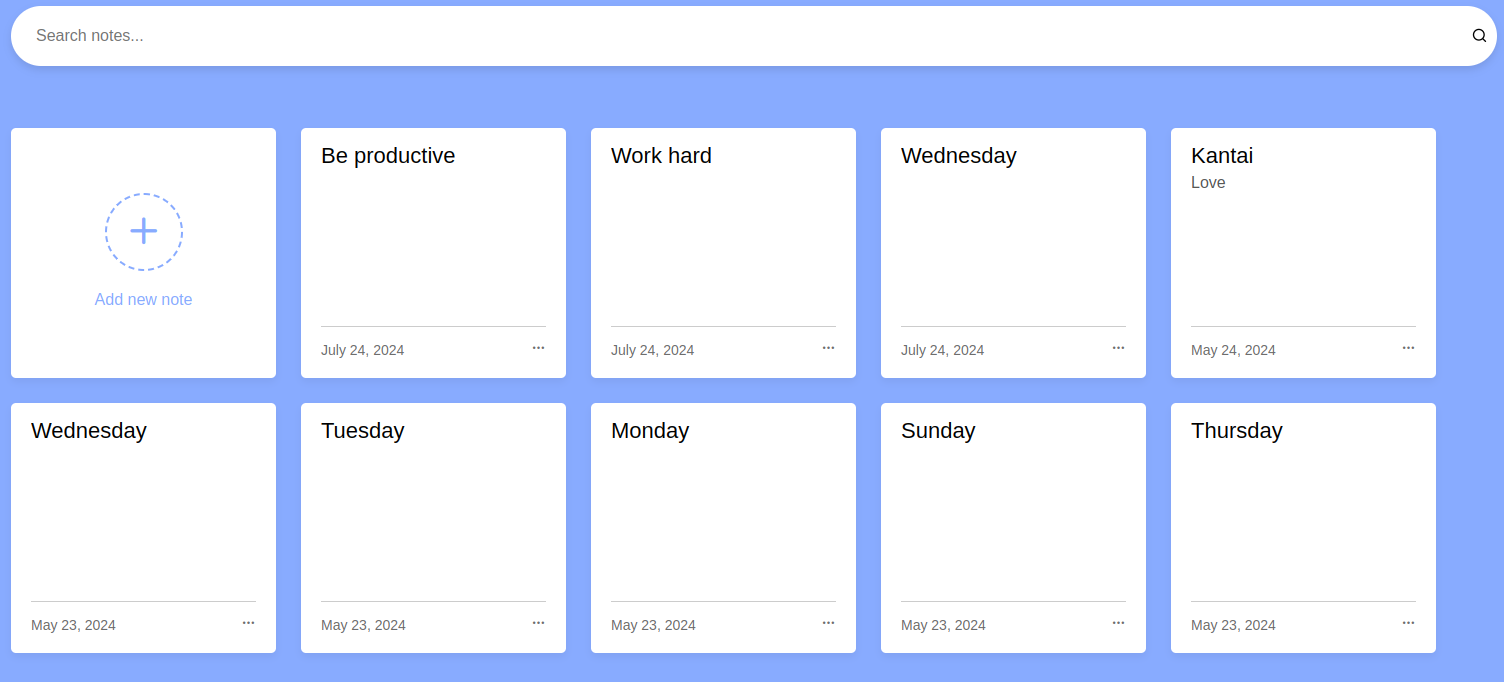 Search notes...
Add new note
Be productive
July 24, 2024
Work hard
July 24, 2024
Wednesday
July 24, 2024
Kantai
Love
May 24, 2024
Wednesday
May 23, 2024
Tuesday
May 23, 2024
Monday
May 23, 2024
Sunday
May 23, 2024
Thursday
May 23, 2024